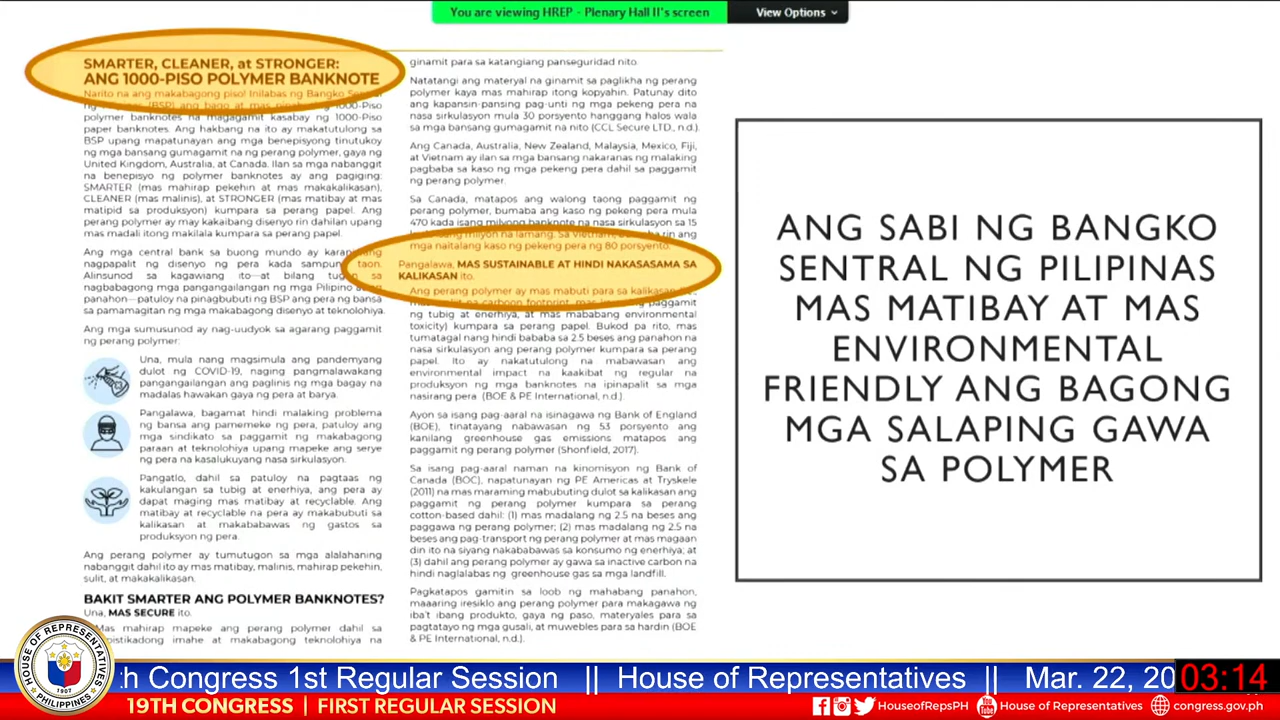 You are viewing HREP - Plenary Hall II's screen
View Options
SMARTER, CLEANER, at STRONGER:
ANG 1000-PISO POLYMER BANKNOTE
Narito na ang makabagong piso! Inilabas ng Bangko
(BSP) ang bago at mas 1000-Piso
polymer banknotes na magagamit kasabay ng 1000-Piso
paper banknotes. Ang hakbang na ito ay makatutulong sa
BSP upang mapatunayan ang mga benepisyong tinutukoy
ng mga bansang gumagamit na ng perang polymer, gaya ng
United Kingdom, Australia, at Canada. Ilan sa mga nabanggit
na benepisyo ng polymer banknotes ay ang pagiging:
SMARTER (mas mahirap pekehin at mas makakalikasan),
CLEANER (mas malinis), at STRONGER (mas matibay at mas
matipid sa produksyon) kumpara sa perang papel. Ang
perang polymer ay may kakaibang disenyo rin dahilan upang
mas madali itong makilala kumpara sa perang papel.
Ang mga central bank sa buong mundo ay
nagpapalit ng disenyo ng pera kada sampung taon.
Alinsunod sa kagawiang ito—at bilang sa
nagbabagong mga pangangailangan ng mga Pilipino
panahon—patuloy na pinagbubuti ng BSP ang pera ng bansa
sa pamamagitan ng mga makabagong disenyo at teknolohiya.
Ang mga sumusunod ay nag-uudyok sa agarang paggamit
ng perang polymer:
Una, mula nang magsimula ang pandemyang
dulot ng COVID-19, naging pangmalawakang
pangangailangan ang paglinis ng mga bagay na
madalas hawakan gaya ng pera at barya.
Pangalawa, bagamat hindi malaking problema
ng bansa ang pamemeke ng pera, patuloy ang
mga sindikato sa paggamit ng makabagong
paraan at teknolohiya upang mapeke ang serye
ng pera na kasalukuyang nasa sirkulasyon.
Pangatlo, dahil sa patuloy na pagtaas ng
kakulangan sa tubig at enerhiya, ang pera ay
dapat maging mas matibay at recyclable. Ang
matibay at recyclable na pera ay makabubuti sa
kalikasan at makababawas ng gastos sa
produksyon ng pera.
Ang perang polymer ay tumutugon sa mga alalahaning
nabanggit dahil ito ay mas matibay, malinis, mahirap pekehin,
sulit, at makakalikasan.
BAKIT SMARTER ANG POLYMER BANKNOTES?
Una, MAS SECURE ito.
Mas mahirap mapeke ang perang polymer dahil sa
imahe at makabagong teknolohiya na
ginamit para sa katangiang panseguridad nito.
Natatangi ang materyal na ginamit sa paglikha ng perang
polymer kaya mas mahirap itong kopyahin. Patunay dito
ang kapansin-pansing pag-unti ng mga pekeng pera na
nasa sirkulasyon mula 30 porsyento hanggang halos wala
sa mga bansang gumagamit na nito (CCL Secure LTD., n.d.).
Ang Canada, Australia, New Zealand, Malaysia, Mexico, Fiji,
at Vietnam ay ilan sa mga bansang nakaranas ng malaking
pagbaba sa kaso ng mga pekeng pera dahil sa paggamit
ng perang polymer.
Sa Canada, matapos ang walong taong paggamit ng
perang polymer, bumaba ang kaso ng pekeng pera mula
470 kada isang milyong banknote na nasa sirkulasyon sa 15
milyon na lamang. Sa Vietnam, rin ang
mga naitalang kaso ng pekeng pera ng 80 porsyento.
Pangalawa, MAS SUSTAINABLE AT HINDI NAKASASAMA SA
KALIKASAN ito.
Ang perang polymer ay mas mabuti para sa kalikasan
carbon footprint, paggamit
ng tubig at enerhiya, at mas mababang environmental
toxicity) kumpara sa perang papel. Bukod pa rito, mas
tumatagal nang hindi bababa sa 2.5 beses ang panahon na
nasa sirkulasyon ang perang polymer kumpara sa perang
papel. Ito ay nakatutulong na mabawasan ang
environmental impact na kaakibat ng regular na
produksyon ng mga banknotes na ipinapalit sa mga
nasirang pera (BOE & PE International, n.d.).
Ayon sa isang pag-aaral na isinagawa ng Bank of England
(BOE), tinatayang nabawasan ng 53 porsyento ang
kanilang greenhouse gas emissions matapos ang
paggamit ng perang polymer (Shonfield, 2017).
Sa isang pag-aaral naman na kinomisyon ng Bank of
Canada (BOC), napatunayan ng PE Americas at Tryskele
(2011) na mas maraming mabubuting dulot sa kalikasan ang
paggamit ng perang polymer kumpara sa perang
cotton-based dahil: (1) mas madalang ng 2.5 na beses ang
paggawa ng perang polymer; (2) mas madalang ng 2.5 na
beses ang pag-transport ng perang polymer at mas magaan
din ito na siyang nakababawas sa konsumo ng enerhiya; at
(3) dahil ang perang polymer ay gawa sa inactive carbon na
hindi naglalabas ng greenhouse gas sa mga landfill.
Pagkatapos gamitin sa loob ng mahabang panahon,
maaaring iresiklo ang perang polymer para makagawa ng
iba't ibang produkto, gaya ng paso, materyales para sa
pagtatayo ng mga gusali, at muwebles para sa hardin (BOE
& PE International, n.d.).
ANG SABI NG BANGKO
SENTRAL NG PILIPINAS
MAS MATIBAY AT MAS
ENVIRONMENTAL
FRIENDLY ANG BAGONG
MGA SALAPING GAWA
SA POLYMER
HOUSE OF REPRESENTATIVES
1907
PHILIPPINES
th Congress 1st Regular Session || House of Representatives || Mar. 22, 20
03:14
19TH CONGRESS | FIRST REGULAR SESSION
HouseofRepsPH
You Tube
House of Representatives
congress.gov.ph